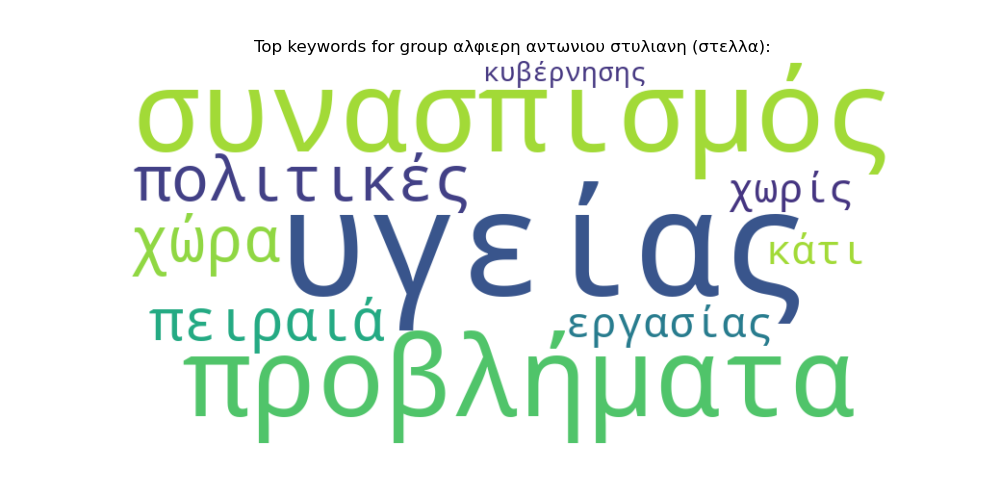 Top keywords for group αλφιερη αντωνιου στυλιανη (στελλα):
κυβέρνησης
συνασπισμός
πολιτικές
χωρίς
χώρα
υγείας
κάτι
πειραιά
εργασίας
προβλήματα